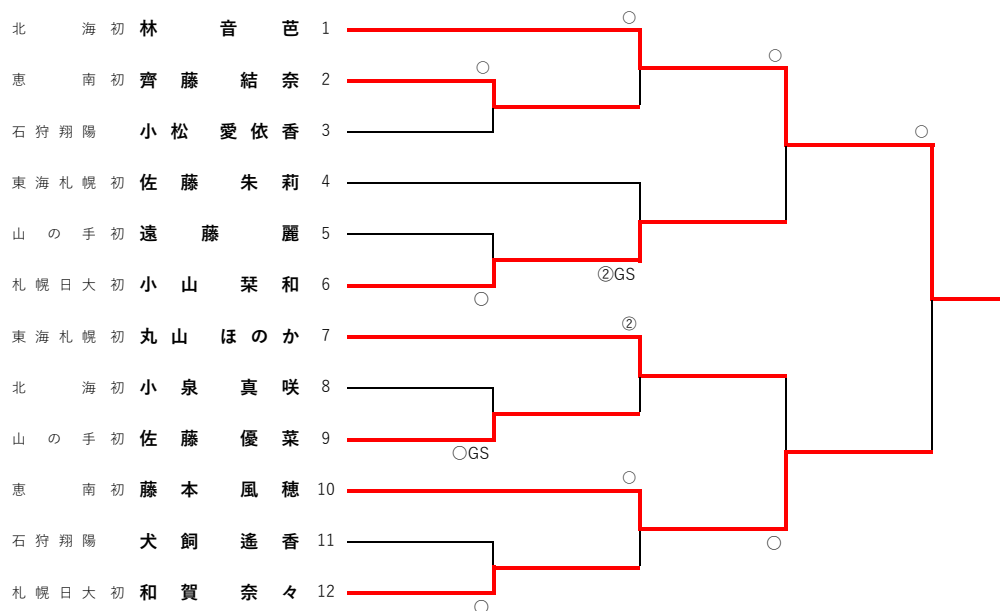 ○
北海 初 林 音 芭 1
○
○
恵南 初 齊藤 結奈 2
○
石狩翔陽 小松 愛依香 3
東海札幌 初 佐藤 朱莉 4
山の手 初 遠藤 麗 5
②GS
札幌日大 初 小山 栞和 6
○
②
東海札幌 初 丸山 ほのか 7
北海 初 小泉 真咲 8
山の手 初 佐藤 優菜 9
○GS
○
恵南 初 藤本 風穂 10
石狩翔陽 犬飼 遙香 11
○
札幌日大 初 和賀 奈々 12
○